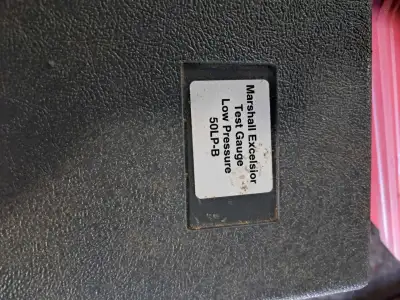 Marshall Excelsior
Test Gauge
Low Pressure
50LP-B